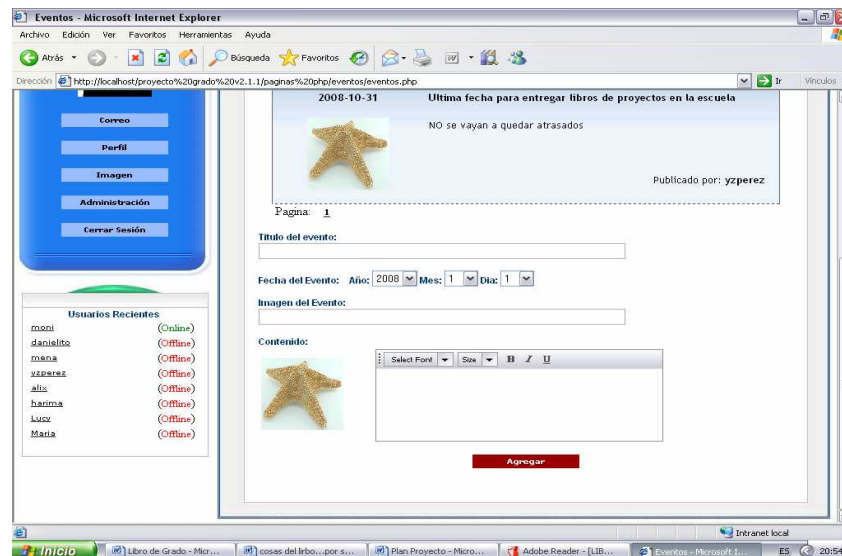 Eventos - Microsoft Internet Explorer
Archivo Edición Ver Favoritos Herramientas Ayuda
Atrás Búsqueda Favoritos
Dirección http://localhost/proyecto%20grado%20v2.1.1/paginas%20php/eventos/eventos.php Ir Vínculos
Correo
Perfil
Imagen
Administración
Cerrar Sesión
Usuarios Recientes
moni (Online)
danielito (Offline)
mena (Offline)
yzperez (Offline)
alix (Offline)
harima (Offline)
Lucy (Offline)
Maria (Offline)
2008-10-31 Ultima fecha para entregar libros de proyectos en la escuela
NO se vayan a quedar atrasados
Publicado por: yzperez
Pagina: 1
Titulo del evento:
Fecha del Evento: Año: 2008 Mes: 1 Dia: 1
Imagen del Evento:
Contenido:
Select Font Size B I U
Agregar
Intranet local
Inicio Libro de Grado - Micr... cosas del lirbo...por s... Plan Proyecto - Micro... Adobe Reader - [LIB... Eventos - Microsoft I... ES 20:54